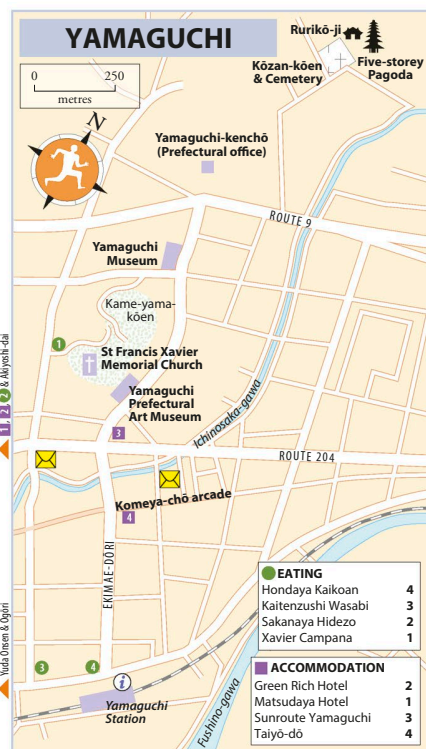 YAMAGUCHI
0 250
metres
N
Rurikō-ji
Kōzan-kōen
& Cemetery
Five-storey
Pagoda
Yamaguchi-kenchō
(Prefectural office)
ROUTE 9
Yamaguchi
Museum
Kame-yama-
kōen
1
St Francis Xavier
Memorial Church
Yamaguchi
Prefectural
Art Museum
Ichinosaka-gawa
1, 2, 2 & Akiyoshi-dai
3
ROUTE 204
Komeya-chō arcade
4
EKIMAE-DŌRI
Yuda Onsen & Ogōri
3
4
i
Yamaguchi
Station
Fushino-gawa
EATING
Hondaya Kaikoan 4
Kaitenzushi Wasabi 3
Sakanaya Hidezo 2
Xavier Campana 1
ACCOMMODATION
Green Rich Hotel 2
Matsudaya Hotel 1
Sunroute Yamaguchi 3
Taiyō-dō 4